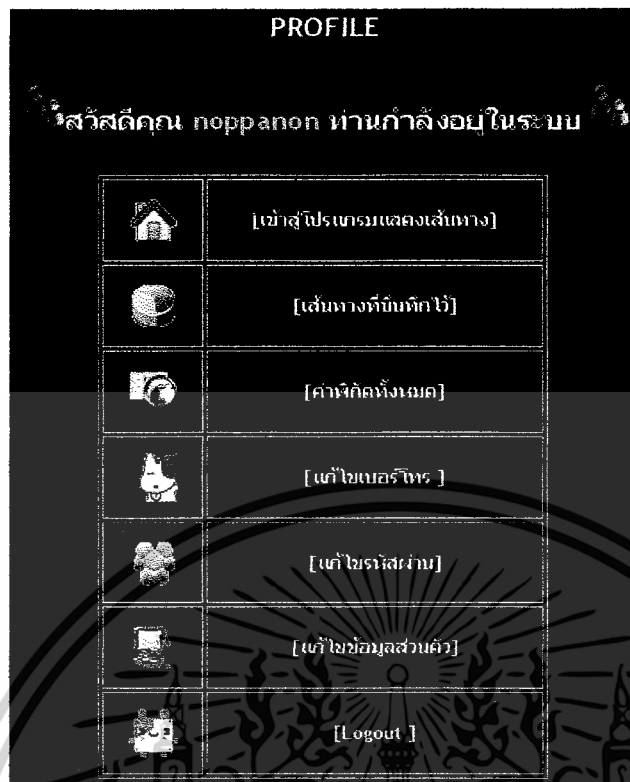 PROFILE
สวัสดีคุณ noppanon ท่านกำลังอยู่ในระบบ
[เข้าสู่โปรแกรมแสดงเส้นทาง]
[เส้นทางที่บันทึกไว้]
[ค่าพิกัดทั้งหมด]
[แก้ไขเบอร์โทร ]
[แก้ไขรหัสผ่าน]
[แก้ไขข้อมูลส่วนตัว]
[Logout ]